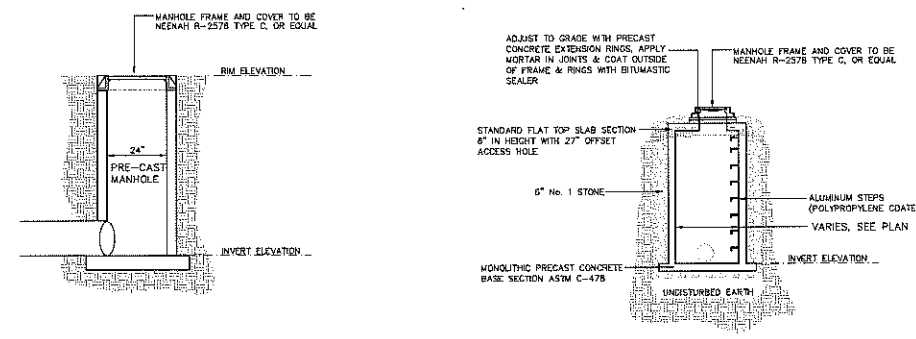 MANHOLE FRAME AND COVER TO BE
NEENAH R-2578 TYPE C, OR EQUAL
RIM ELEVATION
24"
PRE-CAST
MANHOLE
INVERT ELEVATION
ADJUST TO GRADE WITH PRECAST
CONCRETE EXTENSION RINGS, APPLY
MORTAR IN JOINTS & COAT OUTSIDE
OF FRAME & RINGS WITH BITUMASTIC
SEALER
MANHOLE FRAME AND COVER TO BE
NEENAH R-2578 TYPE C, OR EQUAL
STANDARD FLAT TOP SLAB SECTION
8" IN HEIGHT WITH 27" OFFSET
ACCESS HOLE
6" No. 1 STONE
ALUMINUM STEPS
(POLYPROPYLENE COATE
VARIES, SEE PLAN
INVERT ELEVATION
MONOLITHIC PRECAST CONCRETE
BASE SECTION ASTM C-478
UNDISTURBED EARTH